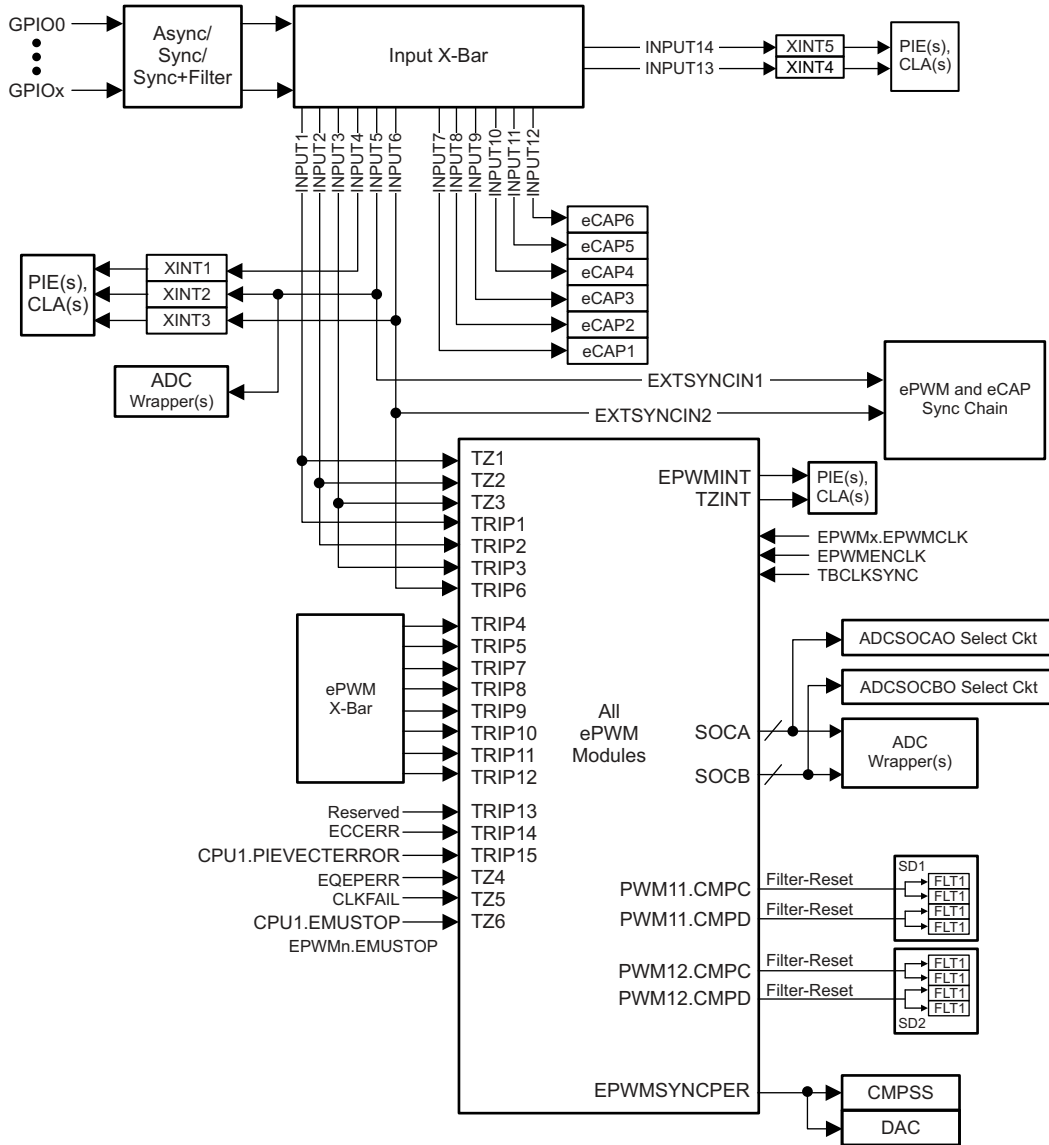 GPIO0
GPIOx
Async/
Sync/
Sync+Filter
Input X-Bar
INPUT14
INPUT13
XINT5
XINT4
PIE(s),
CLA(s)
INPUT1
INPUT2
INPUT3
INPUT4
INPUT5
INPUT6
INPUT7
INPUT8
INPUT9
INPUT10
INPUT11
INPUT12
eCAP6
eCAP5
eCAP4
eCAP3
eCAP2
eCAP1
PIE(s),
CLA(s)
XINT1
XINT2
XINT3
ADC
Wrapper(s)
EXTSYNCIN1
EXTSYNCIN2
ePWM and eCAP
Sync Chain
TZ1
TZ2
TZ3
TRIP1
TRIP2
TRIP3
TRIP6
EPWMINT
TZINT
PIE(s),
CLA(s)
EPWMx.EPWMCLK
EPWMENCLK
TBCLKSYNC
ePWM
X-Bar
TRIP4
TRIP5
TRIP7
TRIP8
TRIP9
TRIP10
TRIP11
TRIP12
All
ePWM
Modules
SOCA
SOCB
ADCSOCAO Select Ckt
ADCSOCBO Select Ckt
ADC
Wrapper(s)
Reserved
ECCERR
CPU1.PIEVECTERROR
EQEPERR
CLKFAIL
CPU1.EMUSTOP
EPWMn.EMUSTOP
TRIP13
TRIP14
TRIP15
TZ4
TZ5
TZ6
PWM11.CMPC
PWM11.CMPD
PWM12.CMPC
PWM12.CMPD
Filter-Reset
Filter-Reset
Filter-Reset
Filter-Reset
SD1
FLT1
FLT1
FLT1
FLT1
FLT1
FLT1
FLT1
FLT1
SD2
EPWMSYNCPER
CMPSS
DAC